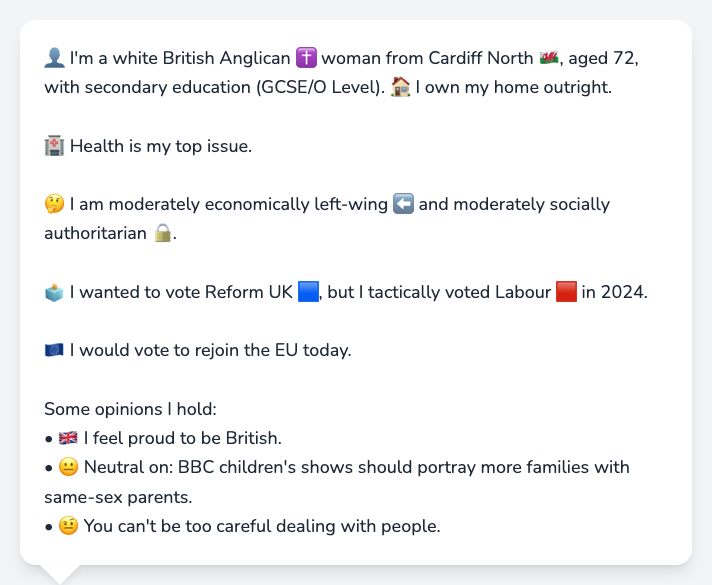 👤 I'm a white British Anglican ✝️ woman from Cardiff North 🏴󠁧󠁢󠁷󠁬󠁳󠁿, aged 72,
with secondary education (GCSE/O Level). 🏠 I own my home outright.
🏥 Health is my top issue.
🤔 I am moderately economically left-wing ⬅️ and moderately socially
authoritarian 🔒.
🗳️ I wanted to vote Reform UK 🟦, but I tactically voted Labour 🟥 in 2024.
🇪🇺 I would vote to rejoin the EU today.
Some opinions I hold:
• 🇬🇧 I feel proud to be British.
• 😐 Neutral on: BBC children's shows should portray more families with
same-sex parents.
• 🤨 You can't be too careful dealing with people.